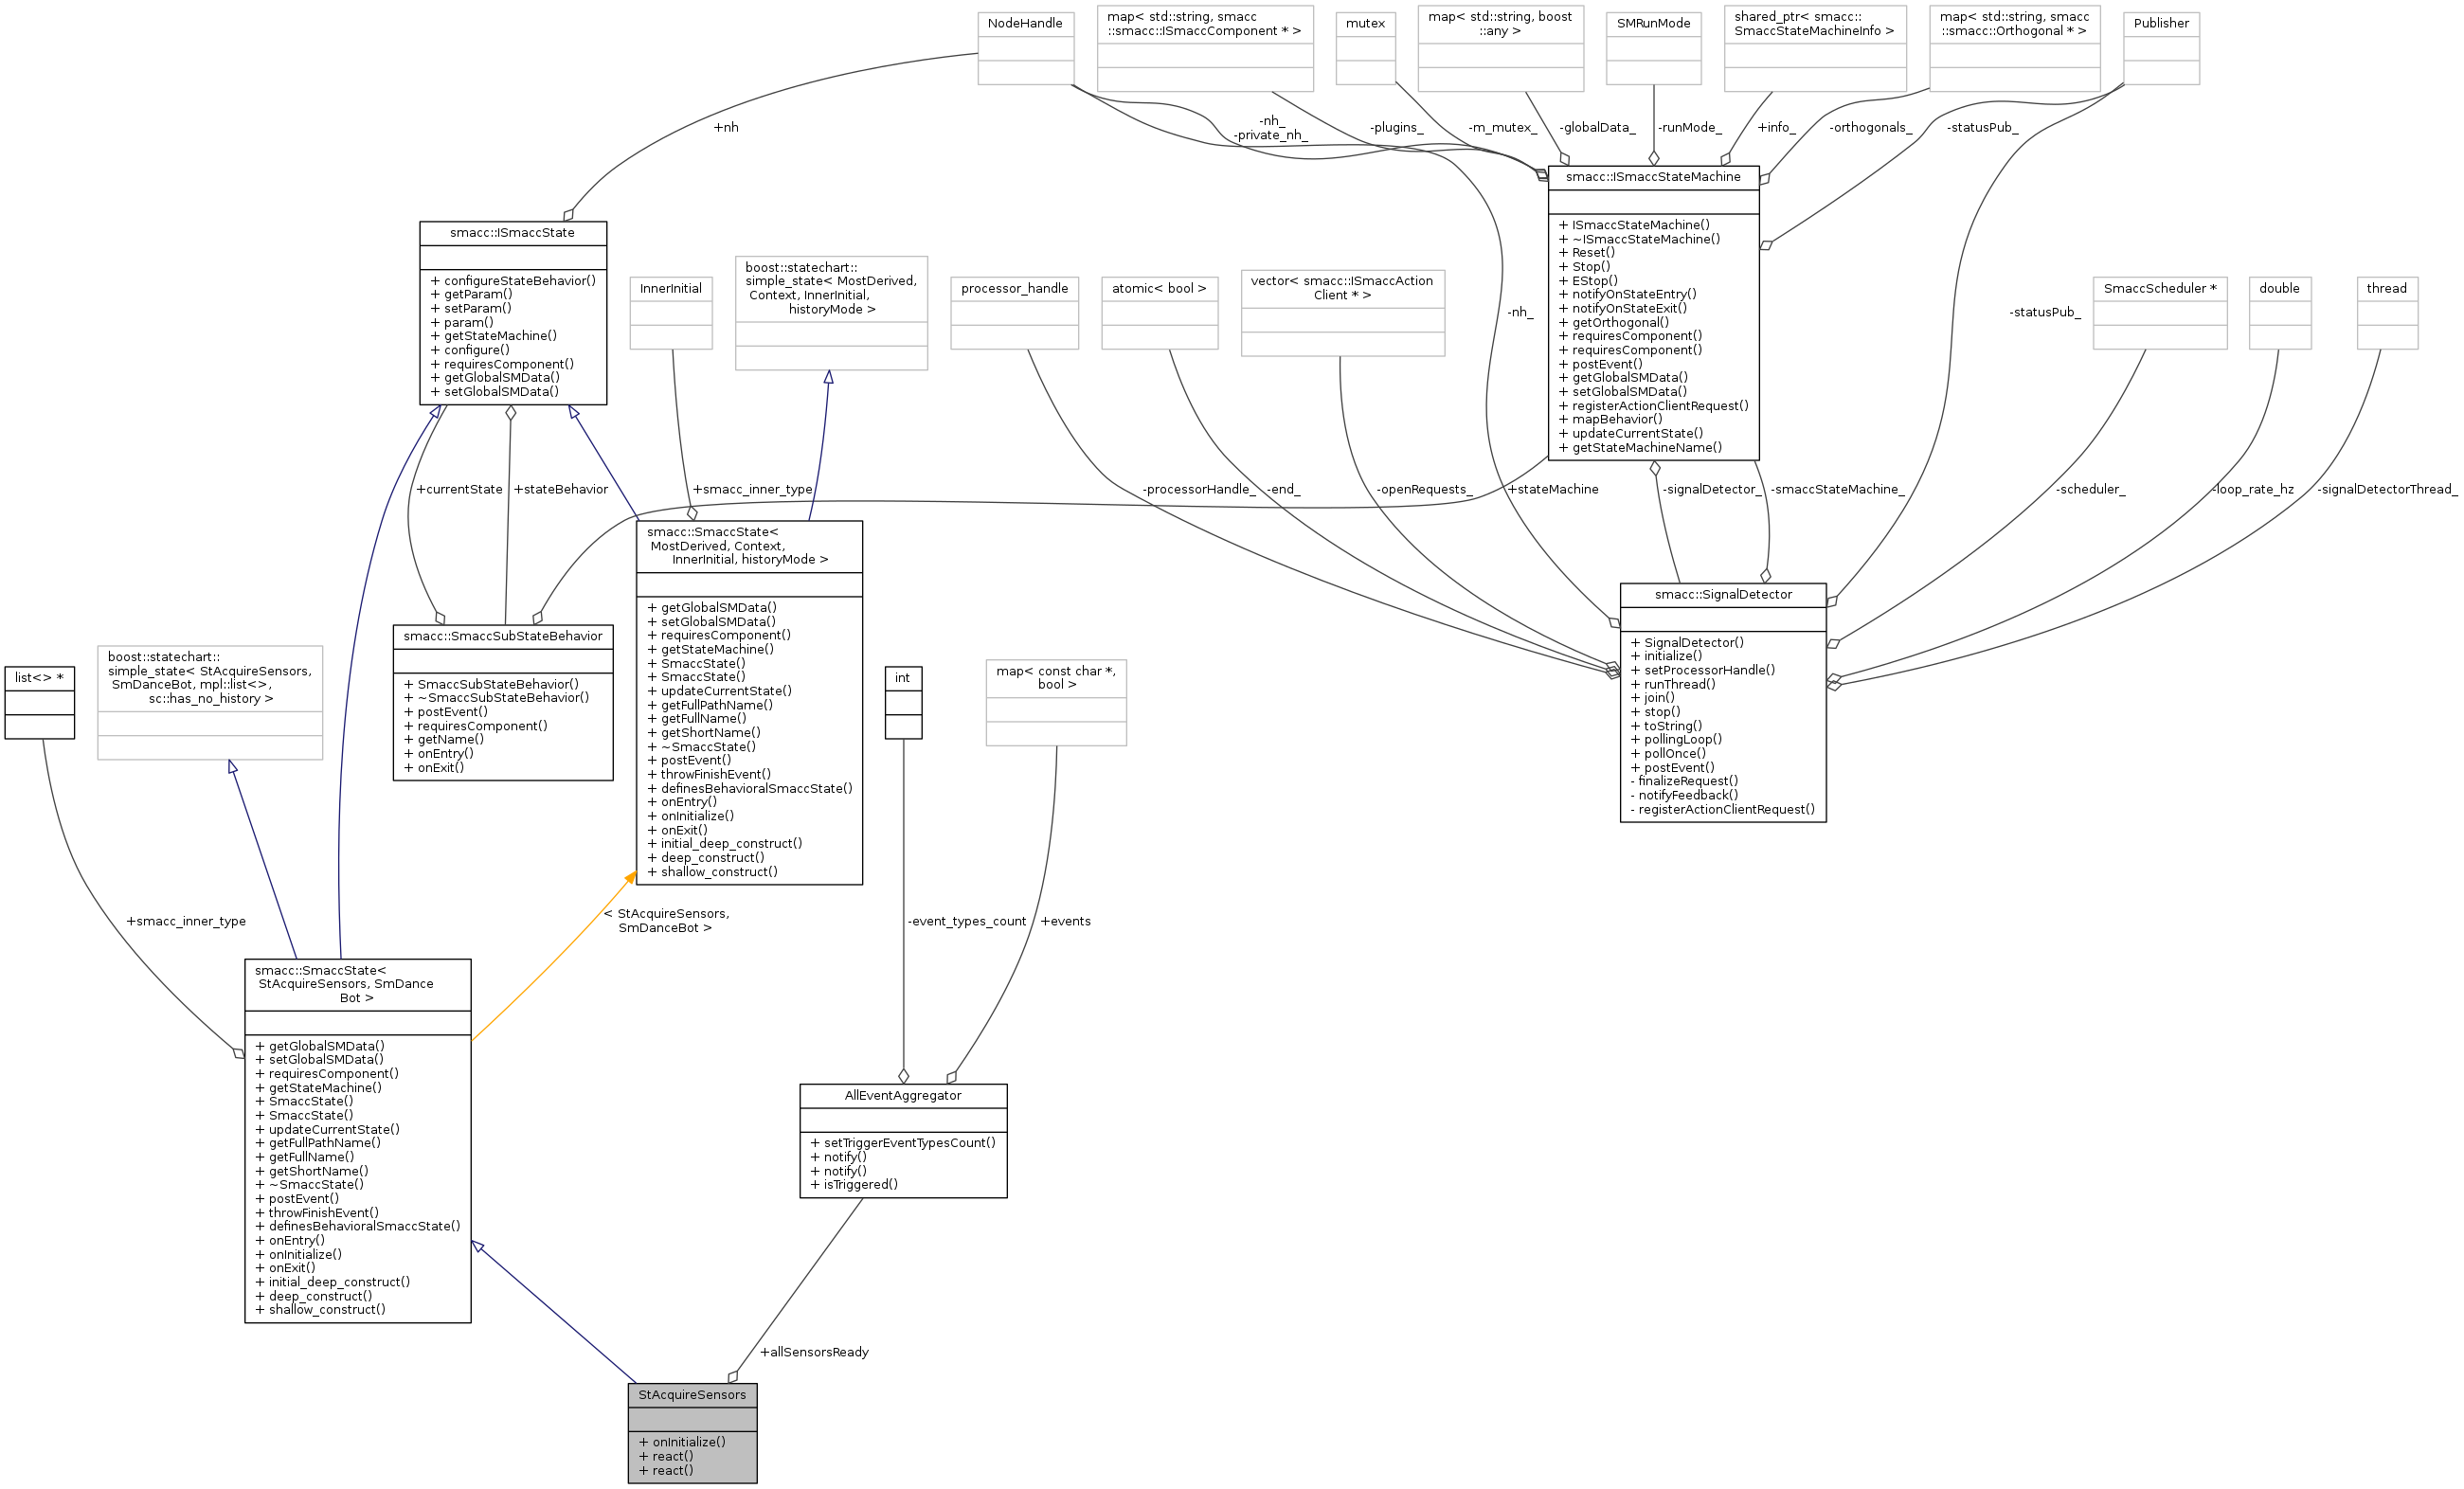 NodeHandle
map< std::string, smacc
::smacc::ISmaccComponent * >
mutex
map< std::string, boost
::any >
SMRunMode
shared_ptr< smacc::
SmaccStateMachineInfo >
map< std::string, smacc
::smacc::Orthogonal * >
Publisher
+nh
-nh_
-private_nh_
-plugins_
-m_mutex_
-globalData_
-runMode_
+info_
-orthogonals_
-statusPub_
smacc::ISmaccStateMachine
+ ISmaccStateMachine()
+ ~ISmaccStateMachine()
+ Reset()
+ Stop()
+ EStop()
+ notifyOnStateEntry()
+ notifyOnStateExit()
+ getOrthogonal()
+ requiresComponent()
+ requiresComponent()
+ postEvent()
+ getGlobalSMData()
+ setGlobalSMData()
+ registerActionClientRequest()
+ mapBehavior()
+ updateCurrentState()
+ getStateMachineName()
smacc::ISmaccState
+ configureStateBehavior()
+ getParam()
+ setParam()
+ param()
+ getStateMachine()
+ configure()
+ requiresComponent()
+ getGlobalSMData()
+ setGlobalSMData()
InnerInitial
boost::statechart::
simple_state< MostDerived,
Context, InnerInitial,
historyMode >
processor_handle
atomic< bool >
vector< smacc::ISmaccAction
Client * >
-nh_
-statusPub_
SmaccScheduler *
double
thread
+currentState
+stateBehavior
+smacc_inner_type
-processorHandle_
-end_
-openRequests_
+stateMachine
-signalDetector_
-smaccStateMachine_
-scheduler_
-loop_rate_hz
-signalDetectorThread_
smacc::SmaccState<
MostDerived, Context,
InnerInitial, historyMode >
+ getGlobalSMData()
+ setGlobalSMData()
+ requiresComponent()
+ getStateMachine()
+ SmaccState()
+ SmaccState()
+ updateCurrentState()
+ getFullPathName()
+ getFullName()
+ getShortName()
+ ~SmaccState()
+ postEvent()
+ throwFinishEvent()
+ definesBehavioralSmaccState()
+ onEntry()
+ onInitialize()
+ onExit()
+ initial_deep_construct()
+ deep_construct()
+ shallow_construct()
smacc::SignalDetector
+ SignalDetector()
+ initialize()
+ setProcessorHandle()
+ runThread()
+ join()
+ stop()
+ toString()
+ pollingLoop()
+ pollOnce()
+ postEvent()
- finalizeRequest()
- notifyFeedback()
- registerActionClientRequest()
smacc::SmaccSubStateBehavior
+ SmaccSubStateBehavior()
+ ~SmaccSubStateBehavior()
+ postEvent()
+ requiresComponent()
+ getName()
+ onEntry()
+ onExit()
list<> *
boost::statechart::
simple_state< StAcquireSensors,
SmDanceBot, mpl::list<>,
sc::has_no_history >
int
map< const char *,
bool >
+smacc_inner_type
< StAcquireSensors,
SmDanceBot >
-event_types_count
+events
smacc::SmaccState<
StAcquireSensors, SmDance
Bot >
+ getGlobalSMData()
+ setGlobalSMData()
+ requiresComponent()
+ getStateMachine()
+ SmaccState()
+ SmaccState()
+ updateCurrentState()
+ getFullPathName()
+ getFullName()
+ getShortName()
+ ~SmaccState()
+ postEvent()
+ throwFinishEvent()
+ definesBehavioralSmaccState()
+ onEntry()
+ onInitialize()
+ onExit()
+ initial_deep_construct()
+ deep_construct()
+ shallow_construct()
AllEventAggregator
+ setTriggerEventTypesCount()
+ notify()
+ notify()
+ isTriggered()
+allSensorsReady
StAcquireSensors
+ onInitialize()
+ react()
+ react()